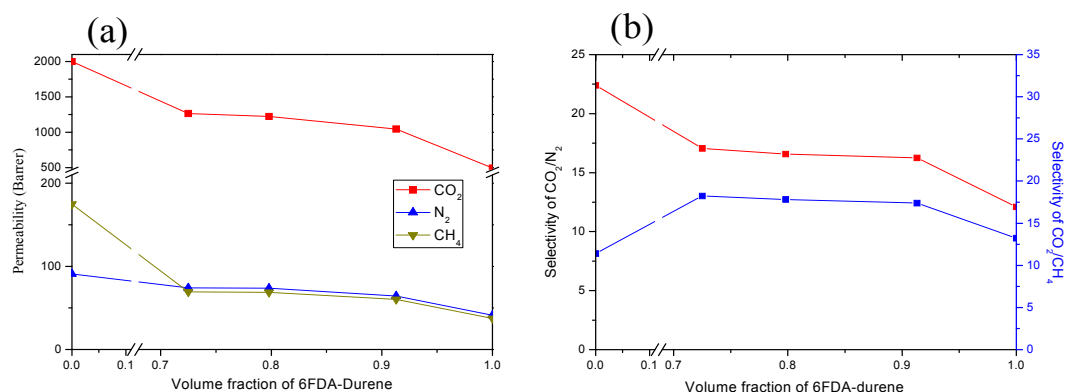 (a)
2000
1750
1500
1250
1000
750
500
200
100
0
Permeability (Barrer)
CO2
N2
CH4
0.0 0.1 0.7 0.8 0.9 1.0
Volume fraction of 6FDA-Durene
(b)
25
20
15
10
5
0
Selectivity of CO2/N2
35
30
25
20
15
10
5
0
Selectivity of CO2/CH4
0.0 0.1 0.7 0.8 0.9 1.0
Volume fraction of 6FDA-durene